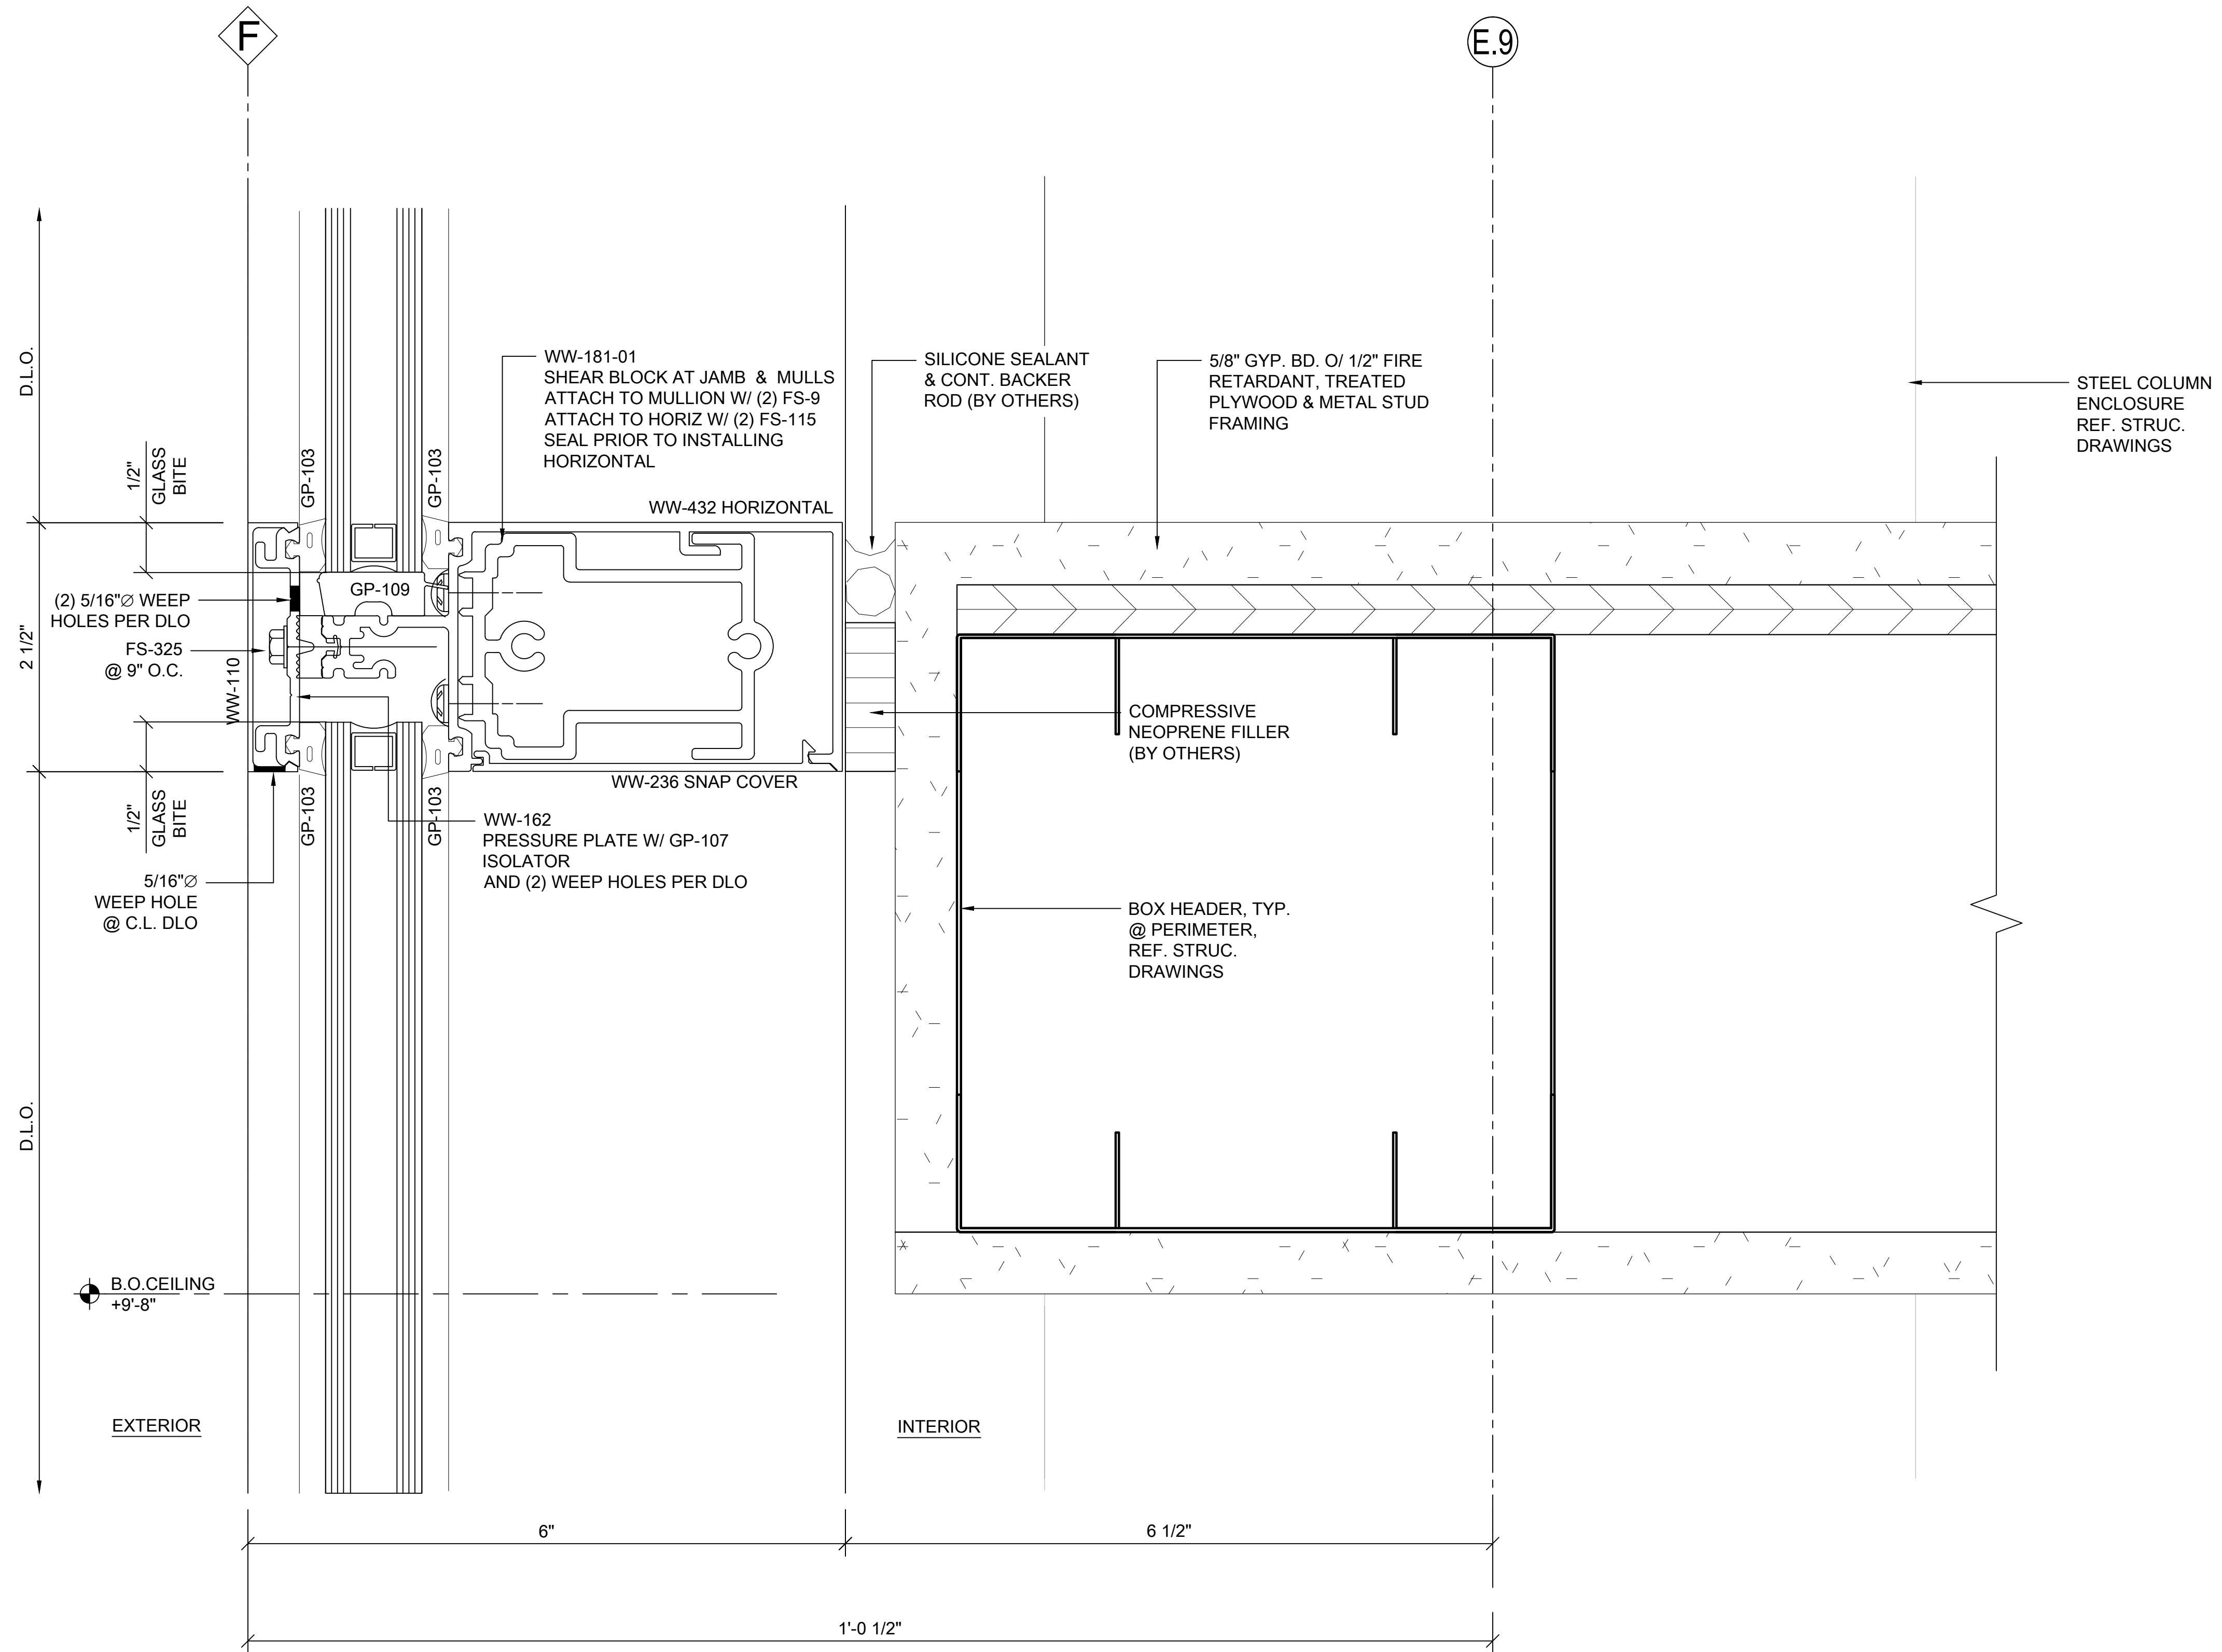 F
E.9
D.L.O.
WW-181-01
SHEAR BLOCK AT JAMB & MULLS
ATTACH TO MULLION W/ (2) FS-9
ATTACH TO HORIZ W/ (2) FS-115
SEAL PRIOR TO INSTALLING
HORIZONTAL
SILICONE SEALANT
& CONT. BACKER
ROD (BY OTHERS)
5/8" GYP. BD. O/ 1/2" FIRE
RETARDANT, TREATED
PLYWOOD & METAL STUD
FRAMING
STEEL COLUMN
ENCLOSURE
REF. STRUC.
DRAWINGS
1/2"
GLASS
BITE
GP-103
GP-103
WW-432 HORIZONTAL
GP-109
(2) 5/16"∅ WEEP
HOLES PER DLO
FS-325
@ 9" O.C.
2 1/2"
WW-110
COMPRESSIVE
NEOPRENE FILLER
(BY OTHERS)
WW-236 SNAP COVER
1/2"
GLASS
BITE
GP-103
GP-103
WW-162
PRESSURE PLATE W/ GP-107
ISOLATOR
AND (2) WEEP HOLES PER DLO
5/16"∅
WEEP HOLE
@ C.L. DLO
BOX HEADER, TYP.
@ PERIMETER,
REF. STRUC.
DRAWINGS
D.L.O.
B.O.CEILING
+9'-8"
EXTERIOR
INTERIOR
6"
6 1/2"
1'-0 1/2"